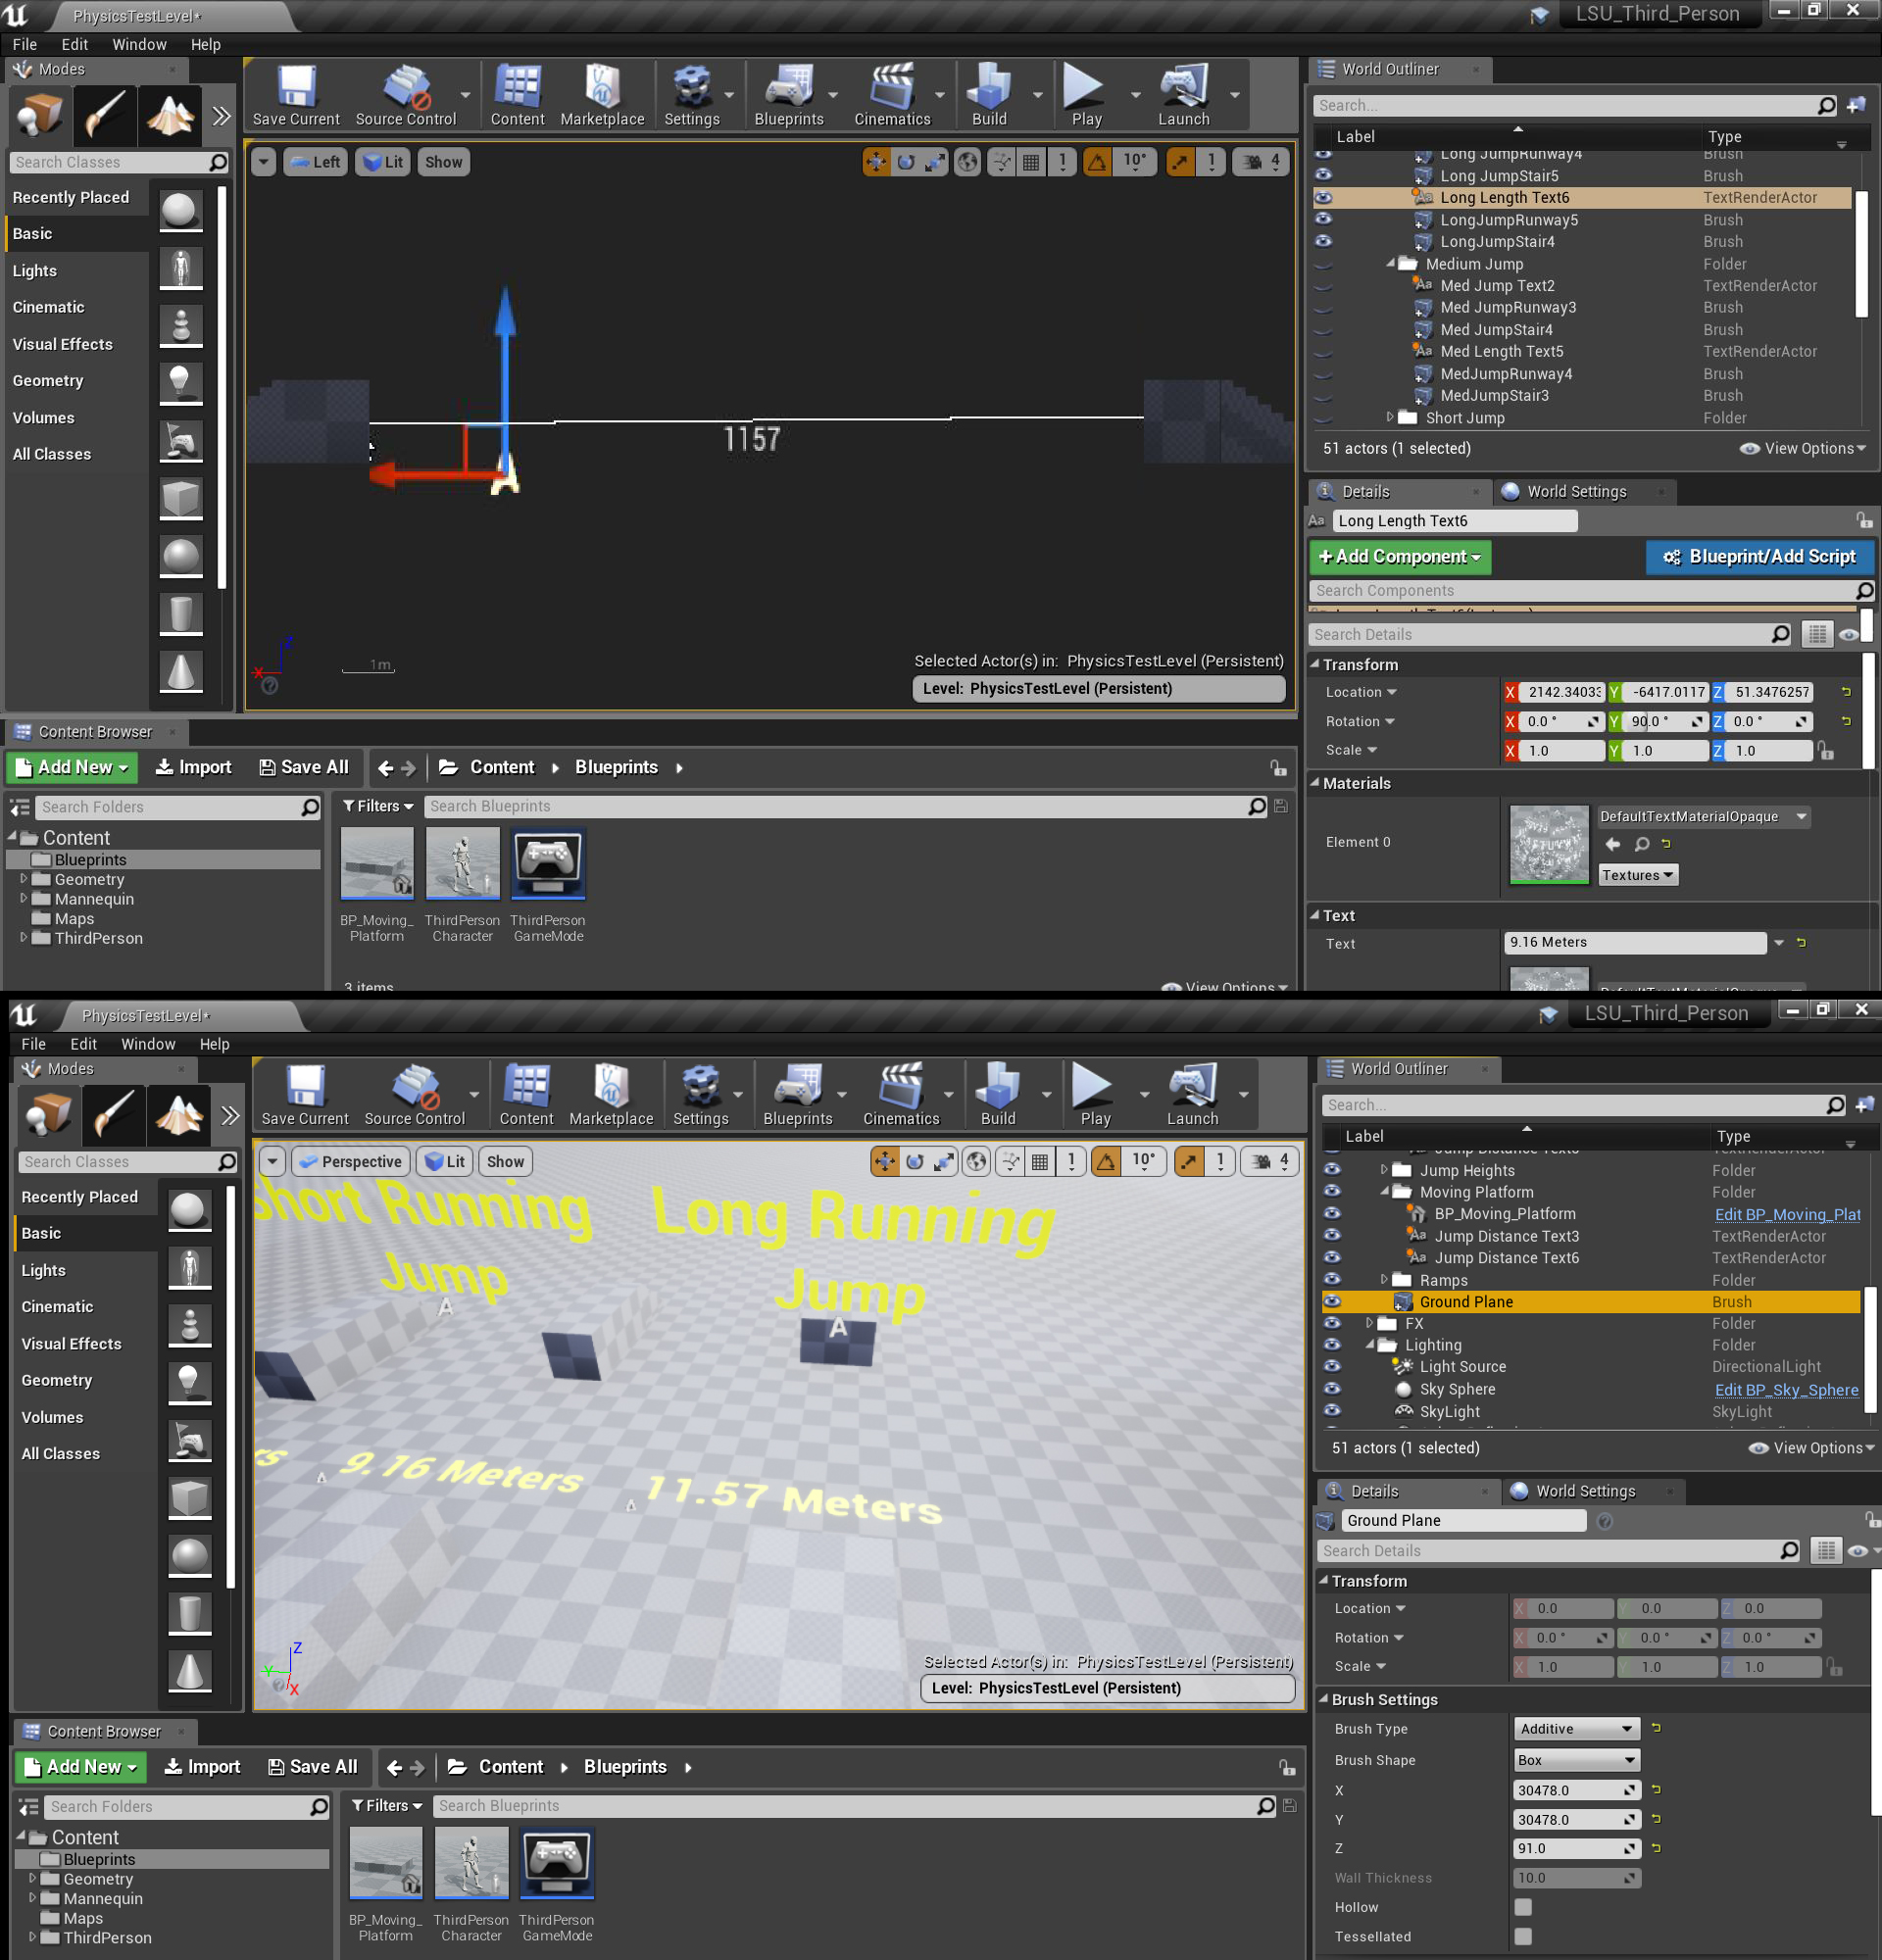 PhysicsTestLevel*
LSU_Third_Person
File Edit Window Help
Modes
Search Classes
Recently Placed
Basic
Lights
Cinematic
Visual Effects
Geometry
Volumes
All Classes
Save Current Source Control Content Marketplace Settings Blueprints Cinematics Build Play Launch
Left Lit Show
1 10° 1 4
1157
Z
X
1m
Selected Actor(s) in: PhysicsTestLevel (Persistent)
Level: PhysicsTestLevel (Persistent)
World Outliner
Search...
Label Type
Long JumpRunway4 Brush
Long JumpStair5 Brush
Long Length Text6 TextRenderActor
LongJumpRunway5 Brush
LongJumpStair4 Brush
Medium Jump Folder
Med Jump Text2 TextRenderActor
Med JumpRunway3 Brush
Med JumpStair4 Brush
Med Length Text5 TextRenderActor
MedJumpRunway4 Brush
MedJumpStair3 Brush
Short Jump Folder
51 actors (1 selected) View Options
Details World Settings
Aa Long Length Text6
+Add Component Blueprint/Add Script
Search Components
Search Details
Transform
Location X 2142.3403 Y -6417.0117 Z 51.3476257
Rotation X 0.0 ° Y 90.0 ° Z 0.0 °
Scale X 1.0 Y 1.0 Z 1.0
Materials
Element 0 DefaultTextMaterialOpaque
Textures
Text
Text 9.16 Meters
DefaultTextMaterialOpaque
Content Browser
Add New Import Save All Content Blueprints
Search Folders Filters Search Blueprints
Content
Blueprints
Geometry
Mannequin
Maps
ThirdPerson
BP_Moving_
Platform
ThirdPerson
Character
ThirdPerson
GameMode
3 items View Options
PhysicsTestLevel*
LSU_Third_Person
File Edit Window Help
Modes
Search Classes
Recently Placed
Basic
Lights
Cinematic
Visual Effects
Geometry
Volumes
All Classes
Save Current Source Control Content Marketplace Settings Blueprints Cinematics Build Play Launch
Perspective Lit Show
1 10° 1 4
Short Running
Jump
Long Running
Jump
rs 9.16 Meters 11.57 Meters
Z
Y
X
Selected Actor(s) in: PhysicsTestLevel (Persistent)
Level: PhysicsTestLevel (Persistent)
World Outliner
Search...
Label Type
Jump Heights Folder
Moving Platform Folder
BP_Moving_Platform Edit BP_Moving_Plat
Jump Distance Text3 TextRenderActor
Jump Distance Text6 TextRenderActor
Ramps Folder
Ground Plane Brush
FX Folder
Lighting Folder
Light Source DirectionalLight
Sky Sphere Edit BP_Sky_Sphere
SkyLight SkyLight
51 actors (1 selected) View Options
Details World Settings
Ground Plane
Search Details
Transform
Location X 0.0 Y 0.0 Z 0.0
Rotation X 0.0 ° Y 0.0 ° Z 0.0 °
Scale X 1.0 Y 1.0 Z 1.0
Brush Settings
Brush Type Additive
Brush Shape Box
X 30478.0
Y 30478.0
Z 91.0
Wall Thickness 10.0
Hollow
Tessellated
Content Browser
Add New Import Save All Content Blueprints
Search Folders Filters Search Blueprints
Content
Blueprints
Geometry
Mannequin
Maps
ThirdPerson
BP_Moving_
Platform
ThirdPerson
Character
ThirdPerson
GameMode